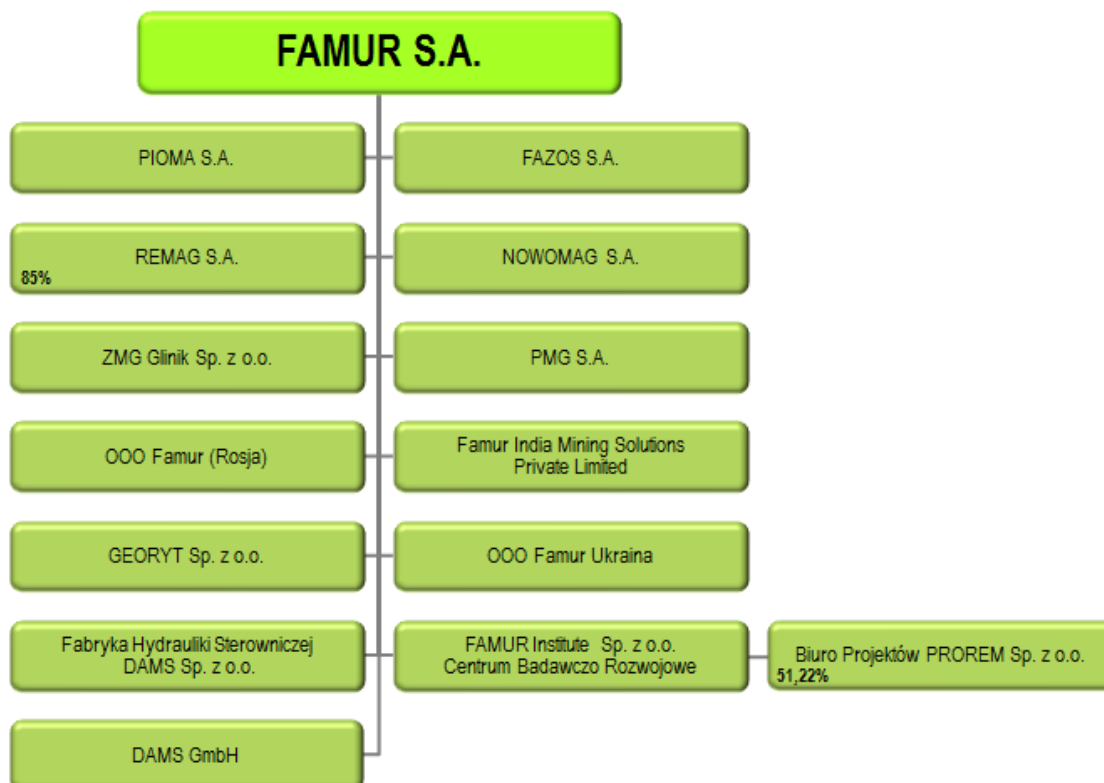 FAMUR S.A.
PIOMA S.A.
FAZOS S.A.
REMAG S.A.
85%
NOWOMAG S.A.
ZMG Glinik Sp. z o.o.
PMG S.A.
OOO Famur (Rosja)
Famur India Mining Solutions
Private Limited
GEORYT Sp. z o.o.
OOO Famur Ukraina
Fabryka Hydrauliki Sterowniczej
DAMS Sp. z o.o.
FAMUR Institute Sp. z o.o.
Centrum Badawczo Rozwojowe
Biuro Projektów PROREM Sp. z o.o.
51,22%
DAMS GmbH